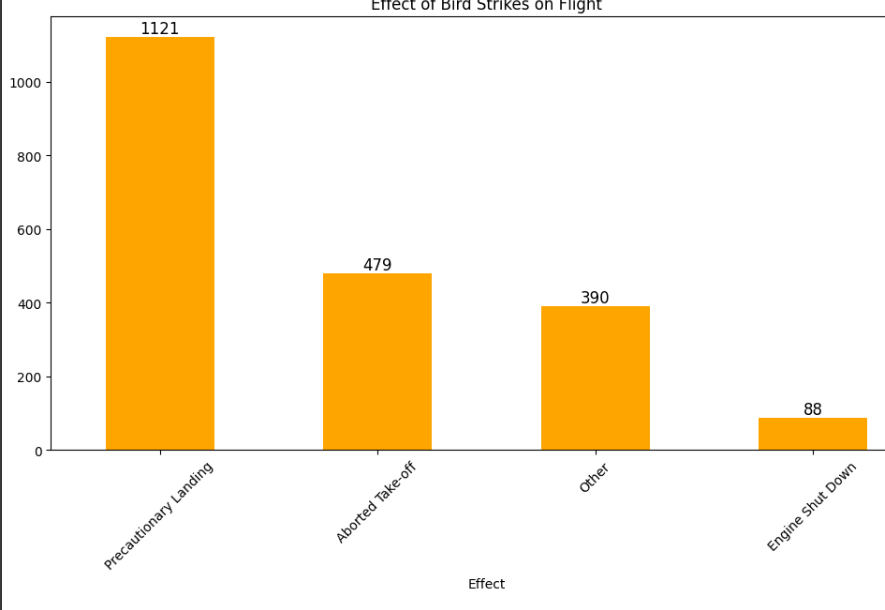 Effect of Bird Strikes on Flight
1121
1000
800
600
479
400
390
200
88
0
Precautionary Landing
Aborted Take-off
Other
Engine Shut Down
Effect